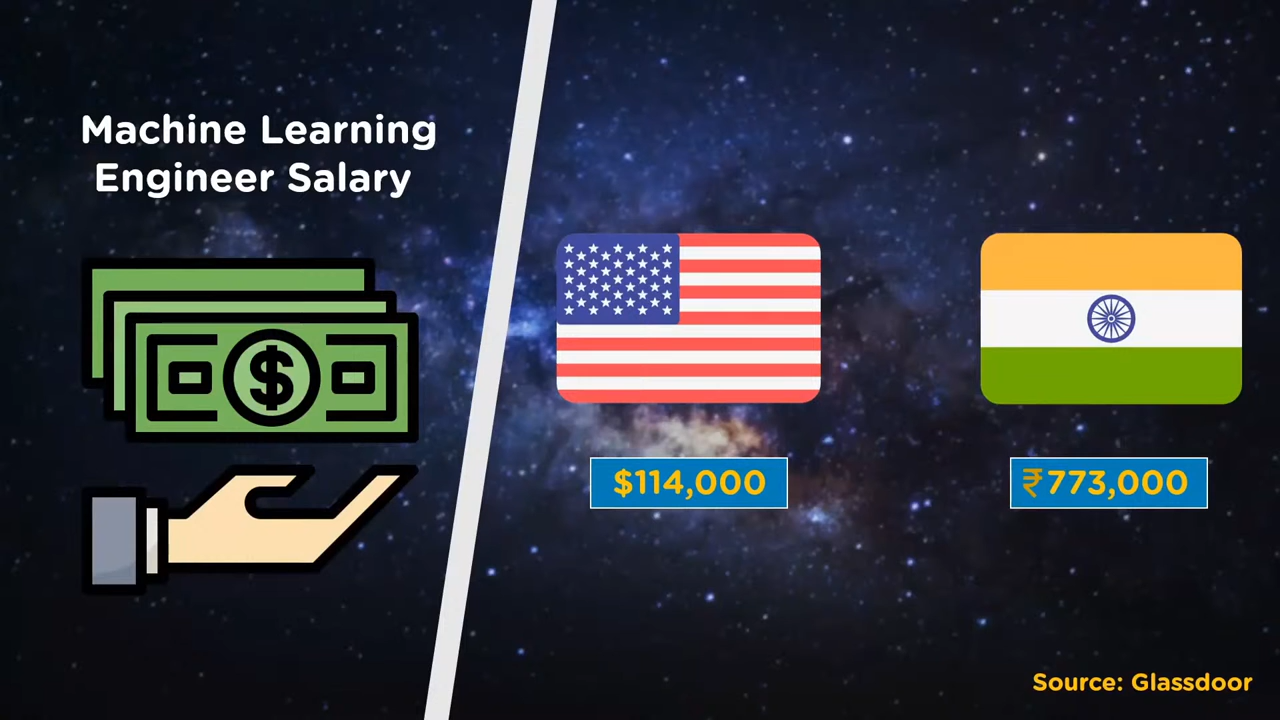 Machine Learning
Engineer Salary
$114,000
₹773,000
Source: Glassdoor